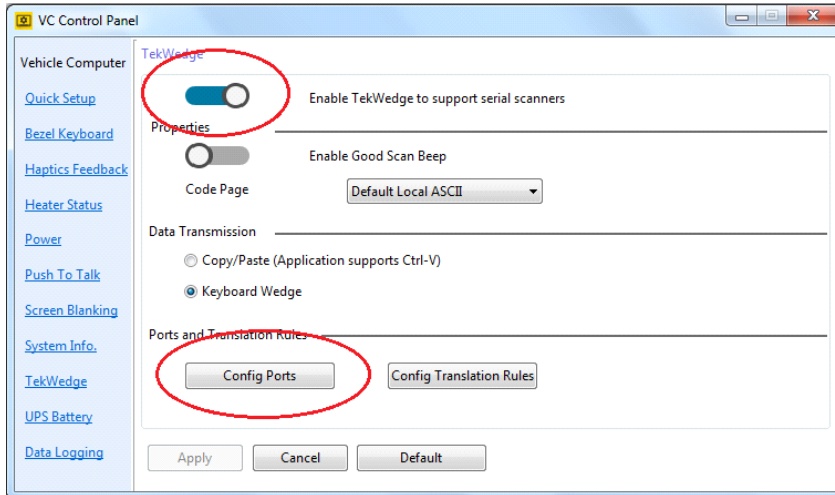 VC Control Panel
Vehicle Computer
Quick Setup
Bezel Keyboard
Haptics Feedback
Heater Status
Power
Push To Talk
Screen Blanking
System Info.
TekWedge
UPS Battery
Data Logging
TekWedge
Enable TekWedge to support serial scanners
Properties
Enable Good Scan Beep
Code Page
Default Local ASCII
Data Transmission
Copy/Paste (Application supports Ctrl-V)
Keyboard Wedge
Ports and Translation Rules
Config Ports
Config Translation Rules
Apply
Cancel
Default